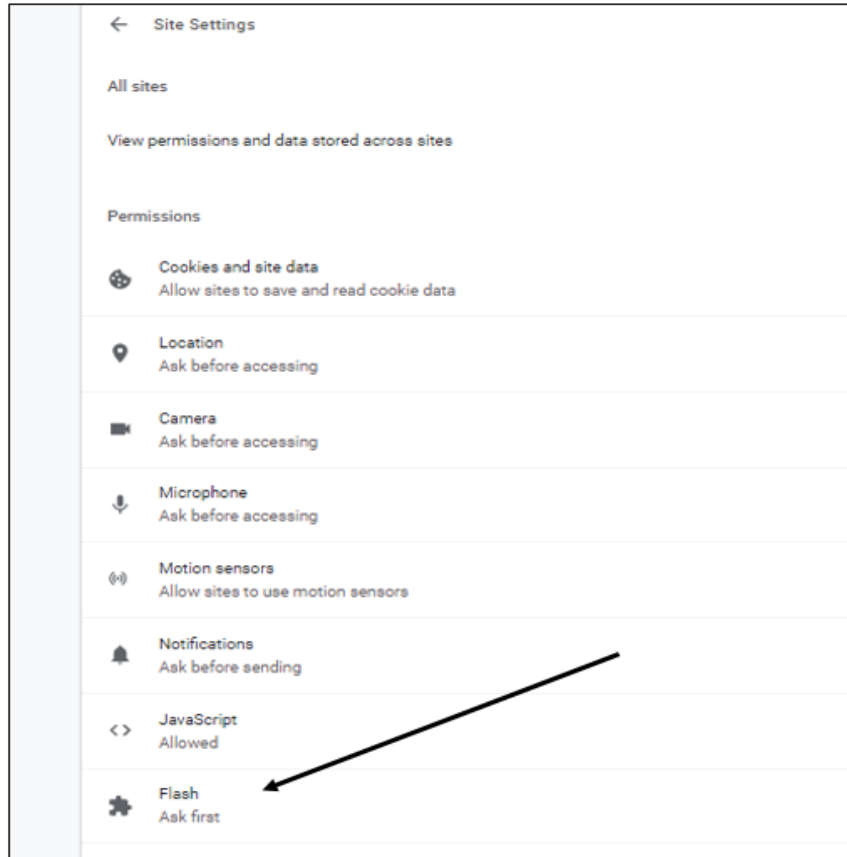 Site Settings
All sites
View permissions and data stored across sites
Permissions
Cookies and site data
Allow sites to save and read cookie data
Location
Ask before accessing
Camera
Ask before accessing
Microphone
Ask before accessing
Motion sensors
Allow sites to use motion sensors
Notifications
Ask before sending
JavaScript
Allowed
Flash
Ask first